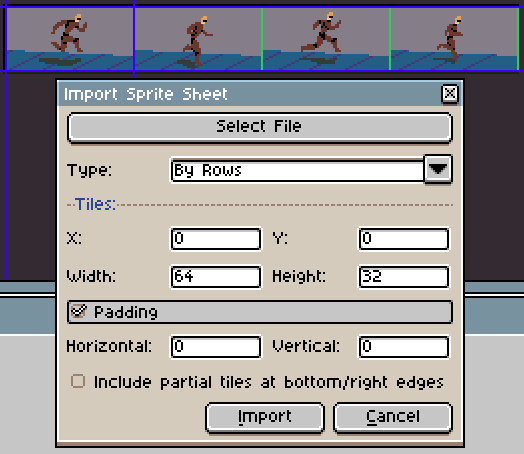 Import Sprite Sheet
Select File
Type: By Rows
Tiles:
X: 0 Y: 0
Width: 64 Height: 32
Padding
Horizontal: 0 Vertical: 0
Include partial tiles at bottom/right edges
Import Cancel